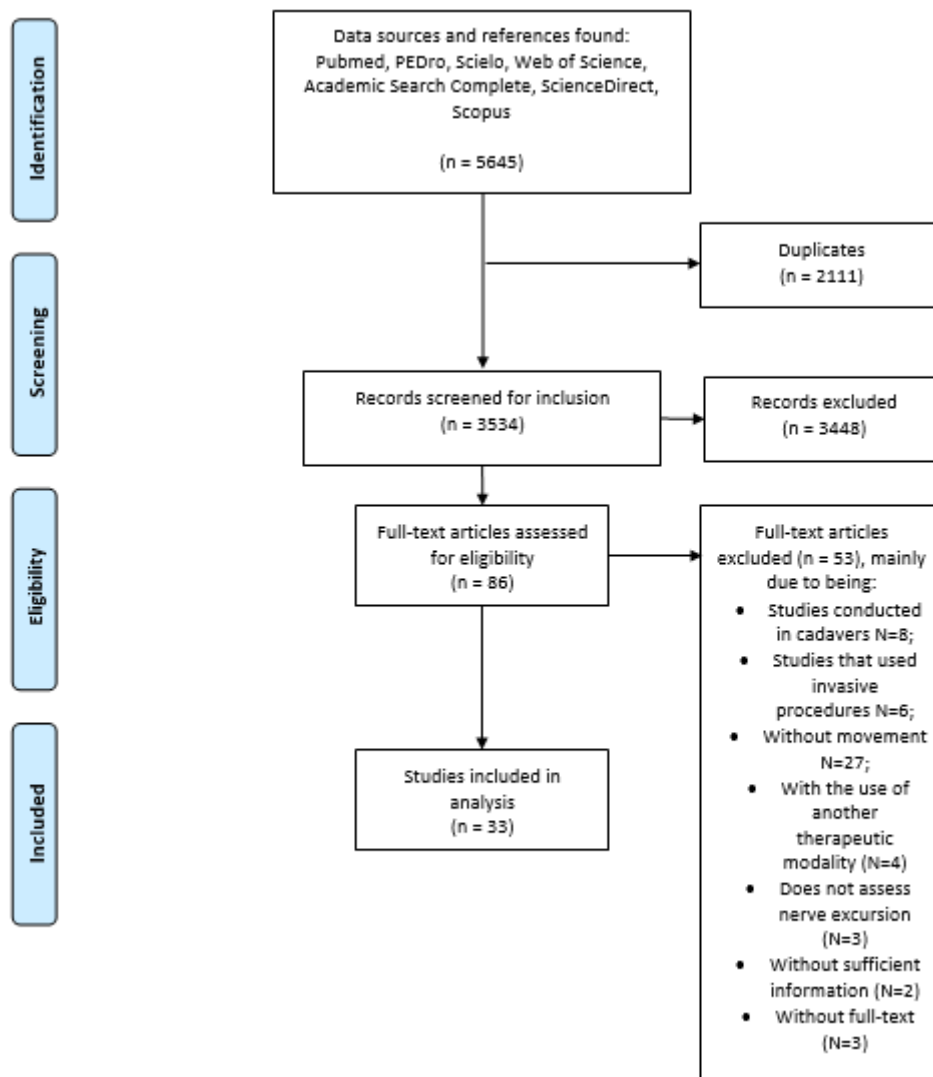 Identification
Data sources and references found:
Pubmed, PEDro, Scielo, Web of Science,
Academic Search Complete, ScienceDirect,
Scopus
(n = 5645)
Duplicates
(n = 2111)
Screening
Records screened for inclusion
(n = 3534)
Records excluded
(n = 3448)
Eligibility
Full-text articles assessed
for eligibility
(n = 86)
Full-text articles
excluded (n = 53), mainly
due to being:
• Studies conducted
in cadavers N=8;
• Studies that used
invasive
procedures N=6;
• Without movement
N=27;
• With the use of
another
therapeutic
modality (N=4)
• Does not assess
nerve excursion
(N=3)
• Without sufficient
information (N=2)
• Without full-text
(N=3)
Included
Studies included in
analysis
(n = 33)